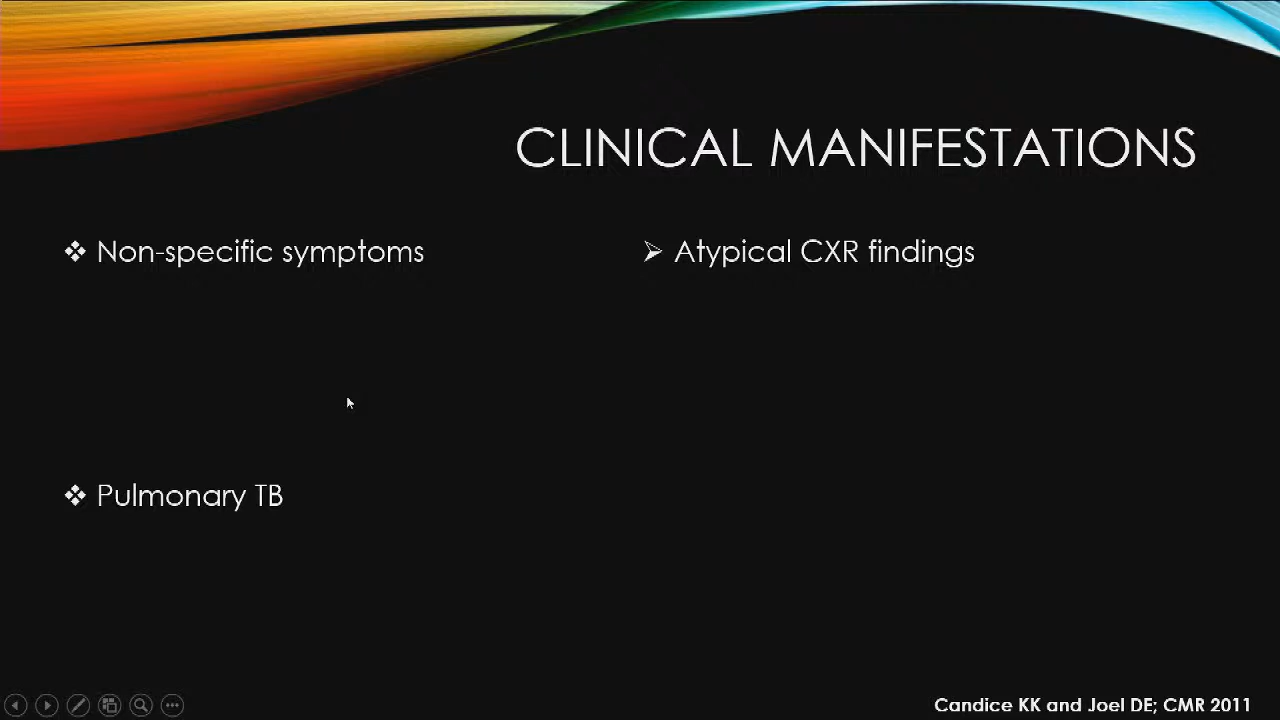 CLINICAL MANIFESTATIONS
Non-specific symptoms
Pulmonary TB
Atypical CXR findings
Candice KK and Joel DE; CMR 2011